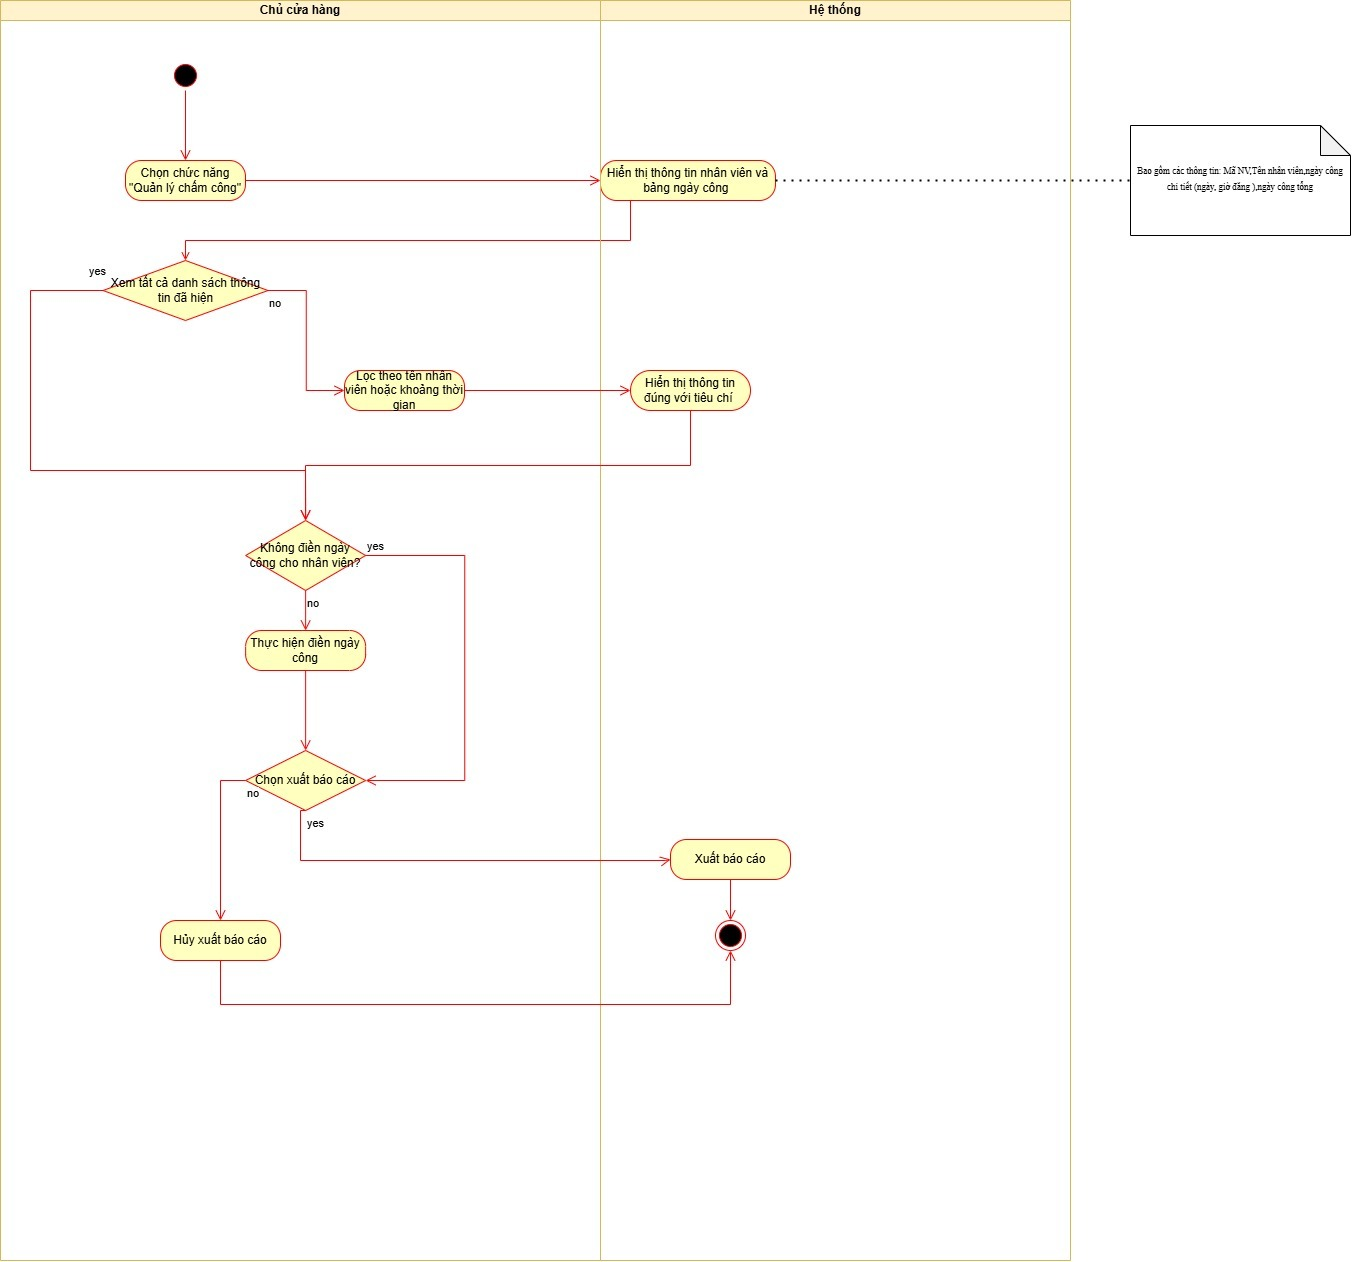 Chủ cửa hàng
Hệ thống
Chọn chức năng
"Quản lý chấm công"
Hiển thị thông tin nhân viên và
bảng ngày công
Bao gồm các thông tin: Mã NV,Tên nhân viên,ngày công
chi tiết (ngày, giờ đăng ),ngày công tổng
yes
Xem tất cả danh sách thông
tin đã hiện
no
Lọc theo tên nhân
viên hoặc khoảng thời
gian
Hiển thị thông tin
đúng với tiêu chí
Không điền ngày
công cho nhân viên?
yes
no
Thực hiện điền ngày
công
Chọn xuất báo cáo
no
yes
Xuất báo cáo
Hủy xuất báo cáo